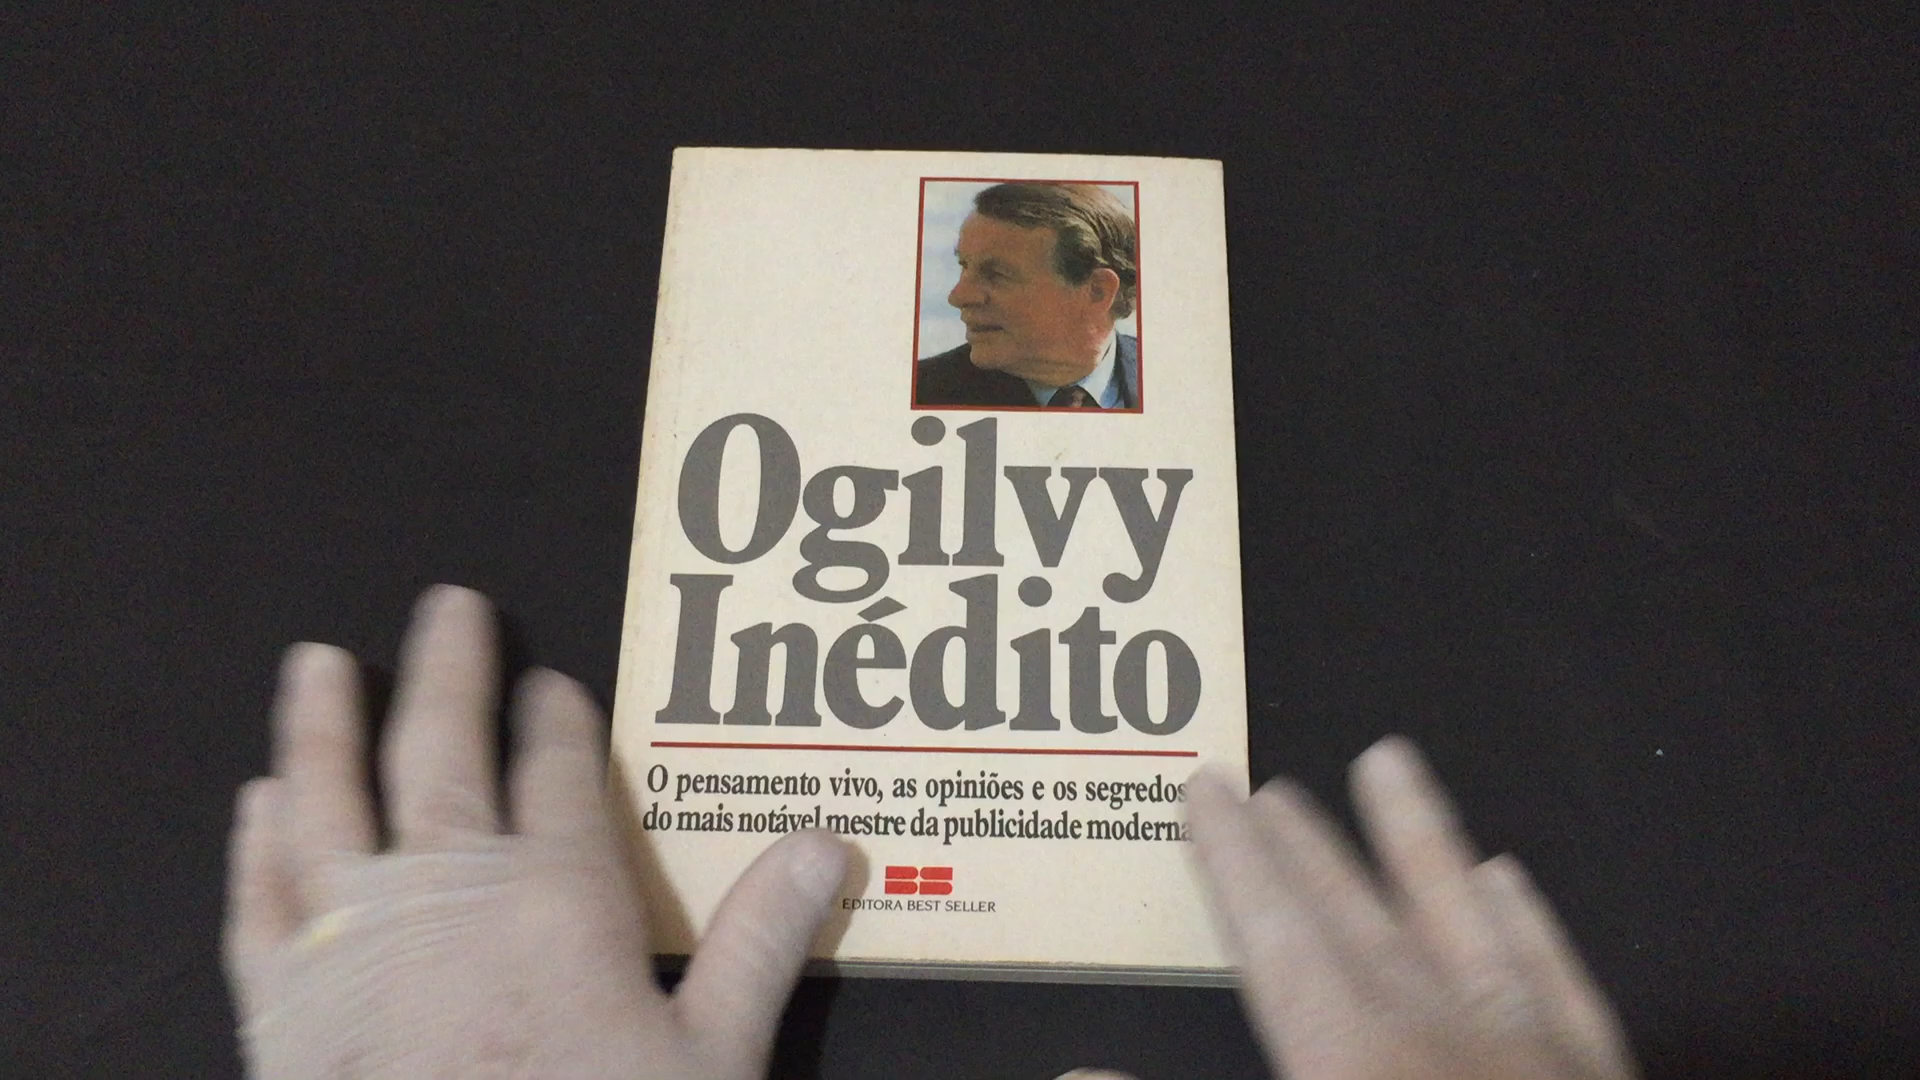 Ogilvy
Inédito
O pensamento vivo, as opiniões e os segredos
do mais notável mestre da publicidade moderna
BS
EDITORA BEST SELLER